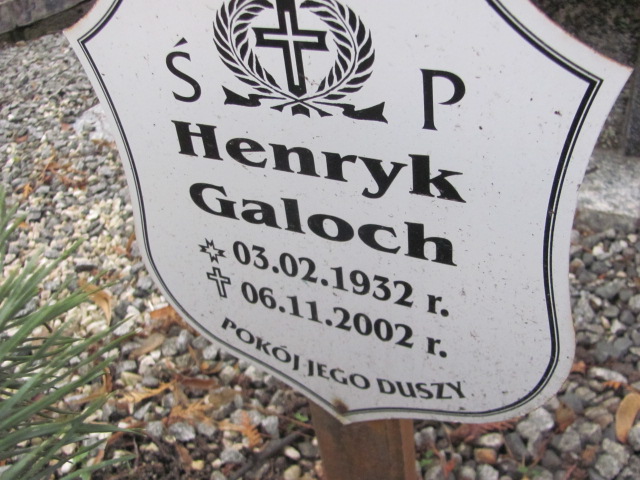 Ś P
Henryk
Galoch
03.02.1932 r.
06.11.2002 r.
POKÓJ JEGO DUSZY